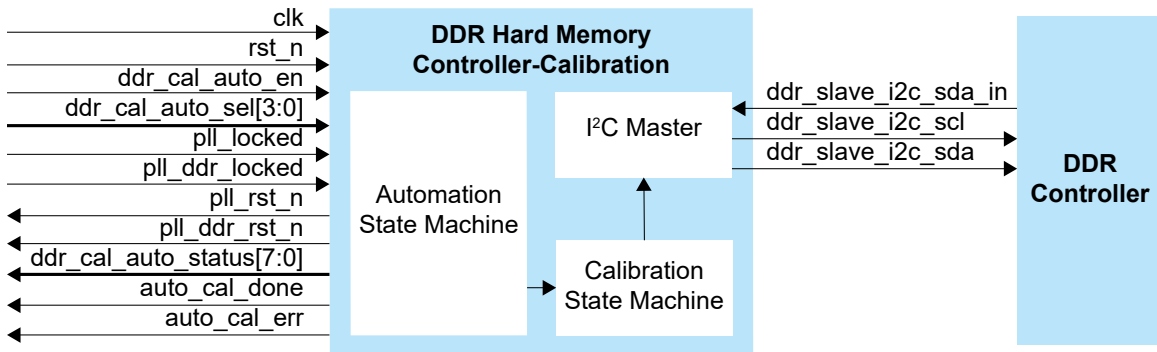 clk
rst_n
ddr_cal_auto_en
ddr_cal_auto_sel[3:0]
pll_locked
pll_ddr_locked
pll_rst_n
pll_ddr_rst_n
ddr_cal_auto_status[7:0]
auto_cal_done
auto_cal_err
DDR Hard Memory
Controller-Calibration
Automation
State Machine
I²C Master
Calibration
State Machine
ddr_slave_i2c_sda_in
ddr_slave_i2c_scl
ddr_slave_i2c_sda
DDR
Controller